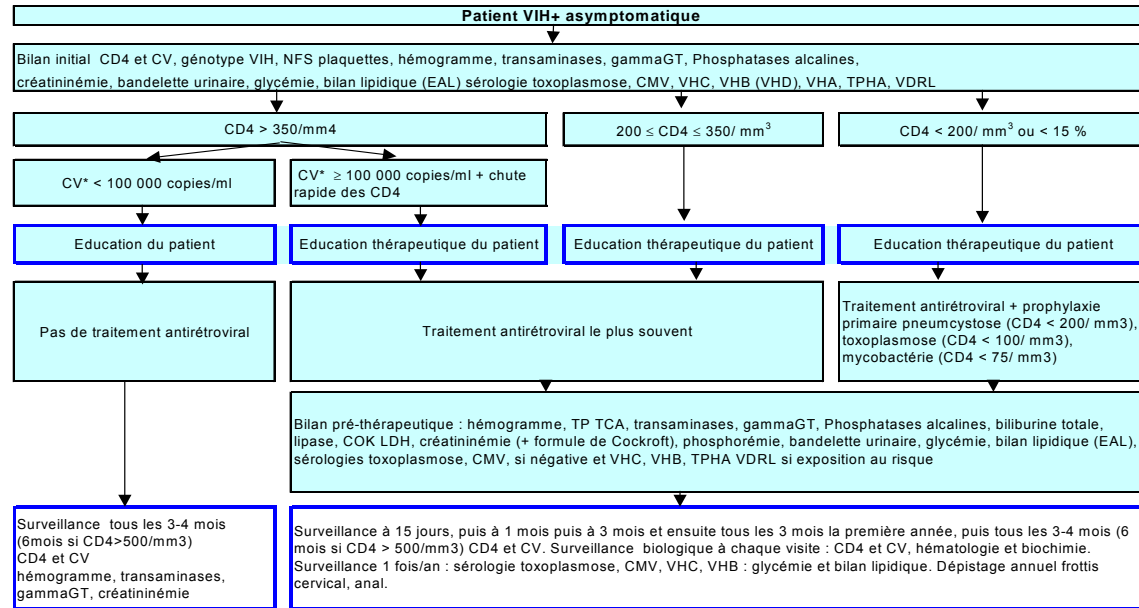 Patient VIH+ asymptomatique
Bilan initial CD4 et CV, génotype VIH, NFS plaquettes, hémogramme, transaminases, gammaGT, Phosphatases alcalines,
créatininémie, bandelette urinaire, glycémie, bilan lipidique (EAL) sérologie toxoplasmose, CMV, VHC, VHB (VHD), VHA, TPHA, VDRL
CD4 > 350/mm4
200 ≤ CD4 ≤ 350/ mm³
CD4 < 200/ mm³ ou < 15 %
CV* < 100 000 copies/ml
CV* ≥ 100 000 copies/ml + chute
rapide des CD4
Education du patient
Education thérapeutique du patient
Education thérapeutique du patient
Education thérapeutique du patient
Pas de traitement antirétroviral
Traitement antirétroviral le plus souvent
Traitement antirétroviral + prophylaxie
primaire pneumcystose (CD4 < 200/ mm3),
toxoplasmose (CD4 < 100/ mm3),
mycobactérie (CD4 < 75/ mm3)
Bilan pré-thérapeutique : hémogramme, TP TCA, transaminases, gammaGT, Phosphatases alcalines, biliburine totale,
lipase, COK LDH, créatininémie (+ formule de Cockroft), phosphorémie, bandelette urinaire, glycémie, bilan lipidique (EAL),
sérologies toxoplasmose, CMV, si négative et VHC, VHB, TPHA VDRL si exposition au risque
Surveillance tous les 3-4 mois
(6mois si CD4>500/mm3)
CD4 et CV
hémogramme, transaminases,
gammaGT, créatininémie
Surveillance à 15 jours, puis à 1 mois puis à 3 mois et ensuite tous les 3 mois la première année, puis tous les 3-4 mois (6
mois si CD4 > 500/mm3) CD4 et CV. Surveillance biologique à chaque visite : CD4 et CV, hématologie et biochimie.
Surveillance 1 fois/an : sérologie toxoplasmose, CMV, VHC, VHB : glycémie et bilan lipidique. Dépistage annuel frottis
cervical, anal.